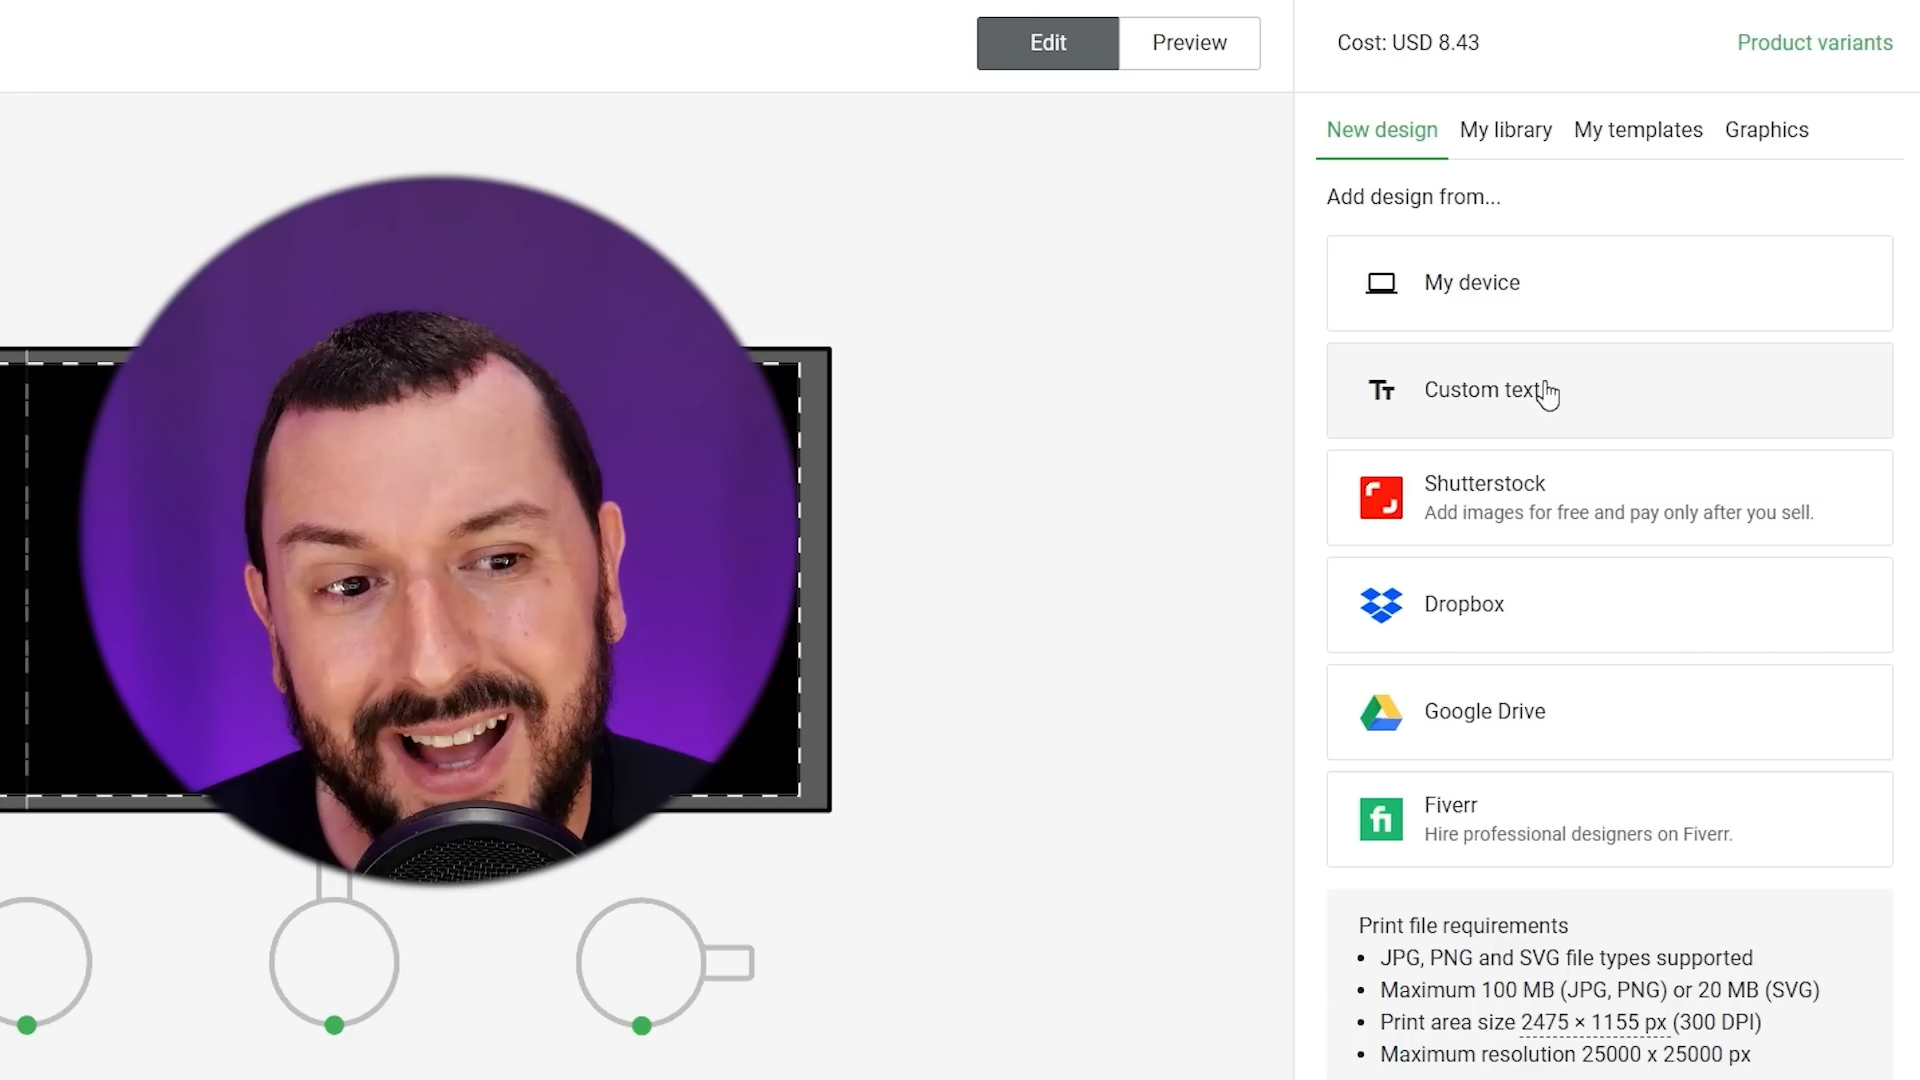 Edit
Preview
Cost: USD 8.43
Product variants
New design
My library
My templates
Graphics
Add design from...
My device
Custom text
Shutterstock
Add images for free and pay only after you sell.
Dropbox
Google Drive
Fiverr
Hire professional designers on Fiverr.
Print file requirements
• JPG, PNG and SVG file types supported
• Maximum 100 MB (JPG, PNG) or 20 MB (SVG)
• Print area size 2475 × 1155 px (300 DPI)
• Maximum resolution 25000 x 25000 px